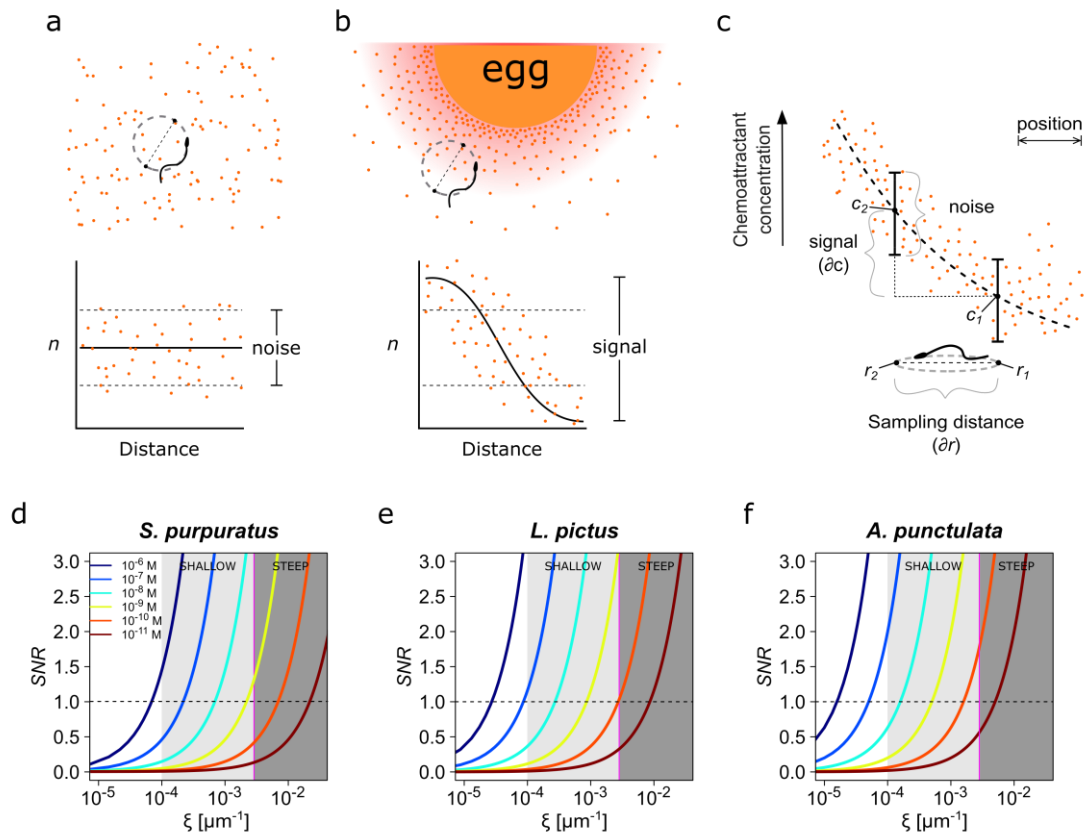 a
b
c
egg
n
noise
Distance
n
signal
Distance
Chemoattractant
concentration
position
c2
noise
signal
(∂c)
c1
r2
r1
Sampling distance
(∂r)
d
S. purpuratus
SNR
3.0
2.5
2.0
1.5
1.0
0.5
0.0
10⁻⁶ M
10⁻⁷ M
10⁻⁸ M
10⁻⁹ M
10⁻¹⁰ M
10⁻¹¹ M
SHALLOW
STEEP
10⁻⁵
10⁻⁴
10⁻³
10⁻²
ξ [µm⁻¹]
e
L. pictus
SNR
3.0
2.5
2.0
1.5
1.0
0.5
0.0
SHALLOW
STEEP
10⁻⁵
10⁻⁴
10⁻³
10⁻²
ξ [µm⁻¹]
f
A. punctulata
SNR
3.0
2.5
2.0
1.5
1.0
0.5
0.0
SHALLOW
STEEP
10⁻⁵
10⁻⁴
10⁻³
10⁻²
ξ [µm⁻¹]